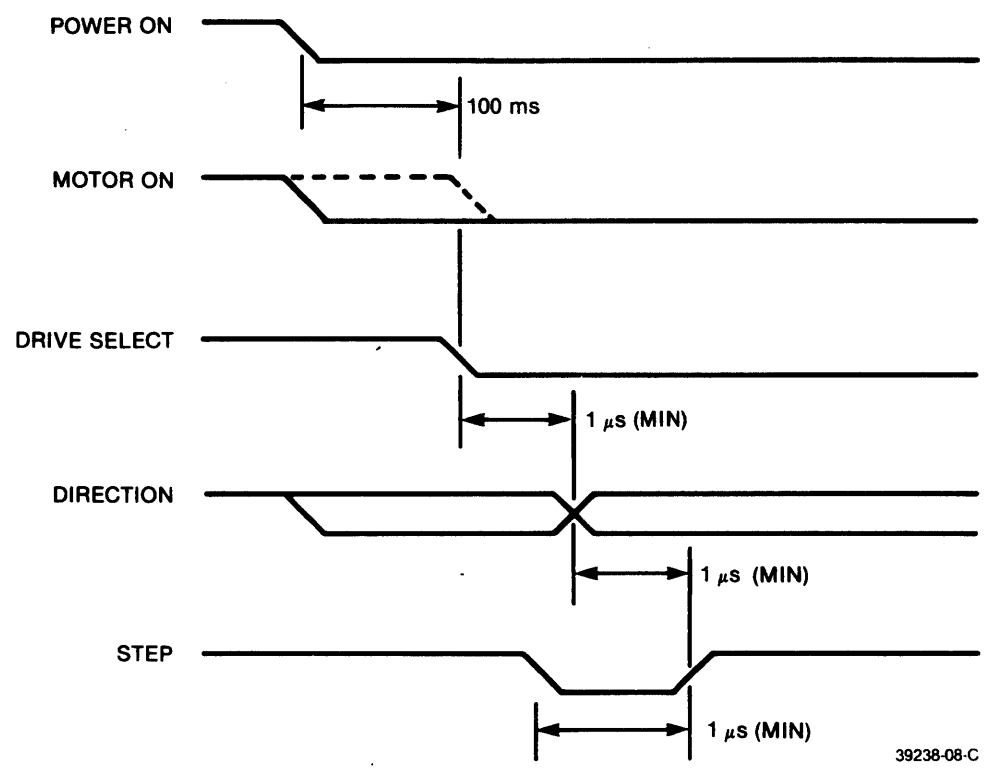 POWER ON
100 ms
MOTOR ON
DRIVE SELECT
1 μs (MIN)
DIRECTION
1 μs (MIN)
STEP
1 μs (MIN)
39238-08-C